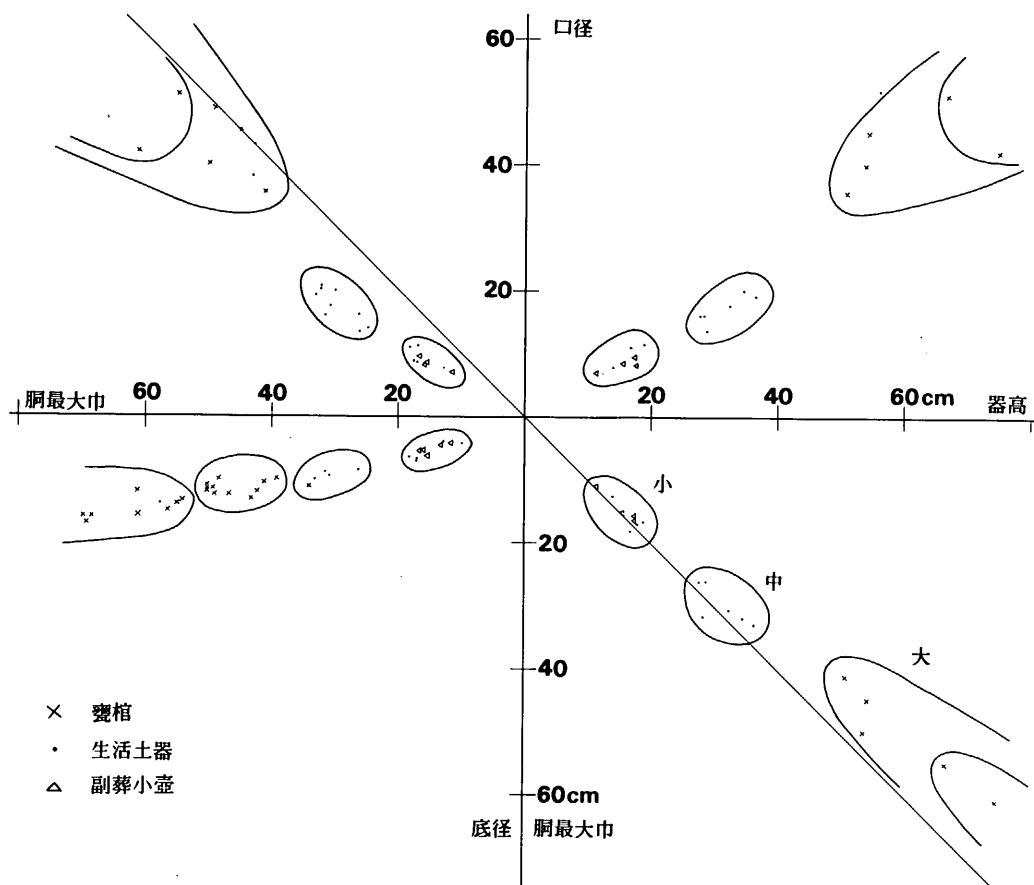 口径
60
40
20
胴最大巾 60 40 20
20 40 60cm 器高
小
20
中
40
大
× 甕棺
・ 生活土器
△ 副葬小壺
60cm
底径 胴最大巾